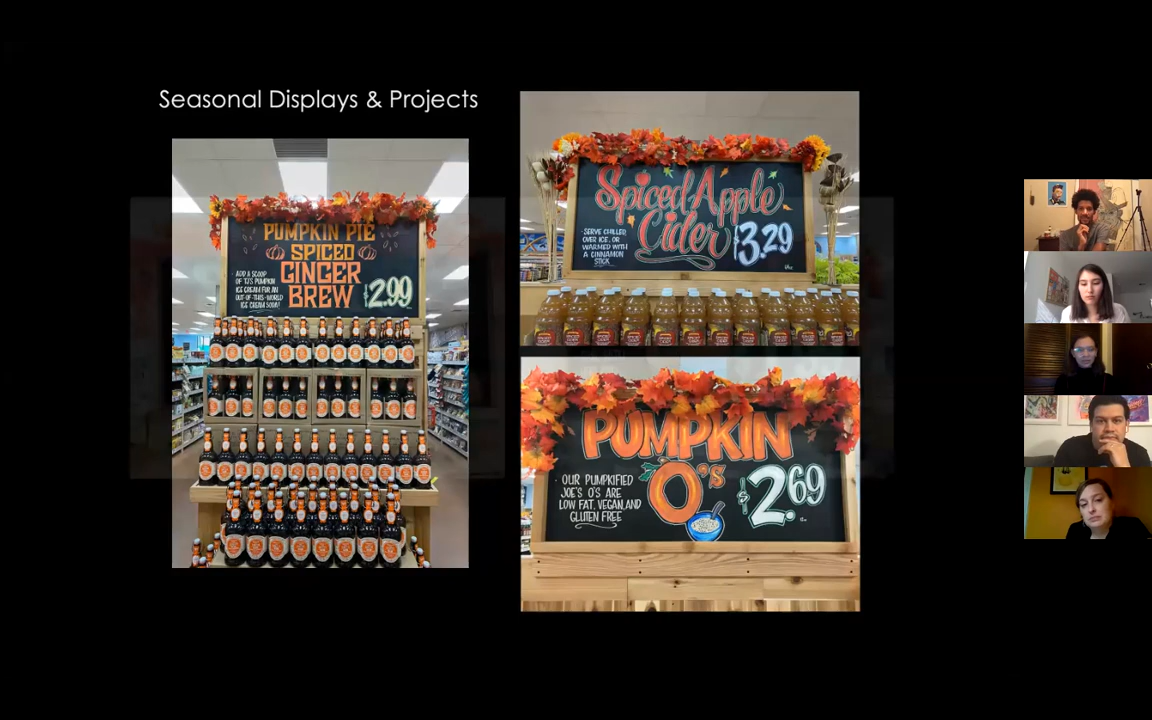 Seasonal Displays & Projects
PUMPKIN PIE
SPICED
GINGER
BREW
• ADD A SCOOP
OF TJ'S PUMPKIN
ICE CREAM FOR AN
OUT-OF-THIS-WORLD
ICE CREAM SODA!
$2.99
Spiced Apple
Cider
• SERVE CHILLED
OVER ICE, OR
WARMED WITH
A CINNAMON
STICK
$3.29
PUMPKIN
O'S
• OUR PUMPKIFIED
JOE'S O'S ARE
LOW FAT, VEGAN, AND
GLUTEN FREE
$2.69